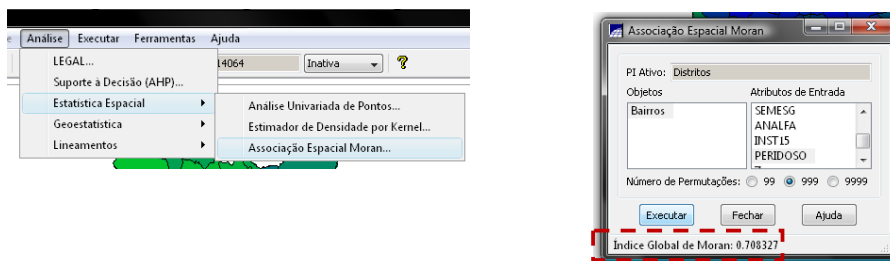 Análise Executar Ferramentas Ajuda
LEGAL...
14064
Inativa
Suporte à Decisão (AHP)...
Estatística Espacial
Análise Univariada de Pontos...
Geoestatística
Estimador de Densidade por Kernel...
Lineamentos
Associação Espacial Moran...
Associação Espacial Moran
PI Ativo: Distritos
Objetos
Atributos de Entrada
Bairros
SEMESG
ANALFA
INST15
PERIDOSO
Número de Permutações: 99 999 9999
Executar Fechar Ajuda
Índice Global de Moran: 0.708327